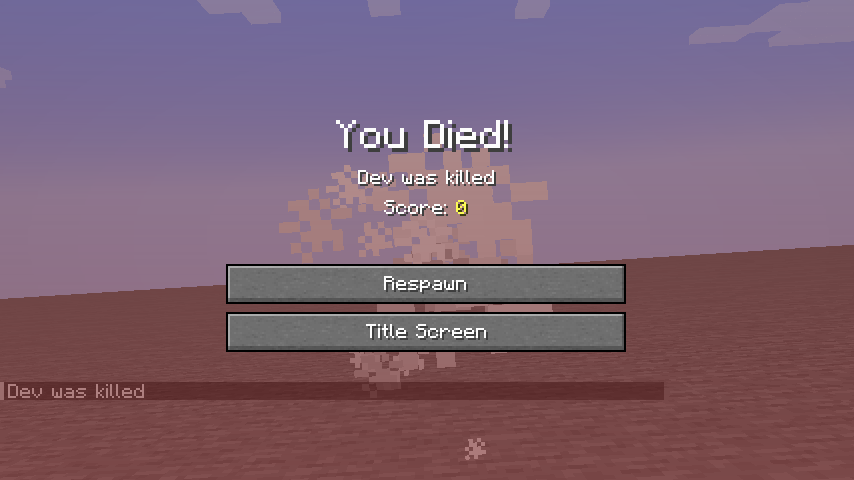 You Died!
Dev was killed
Score: 0
Respawn
Title Screen
Dev was killed